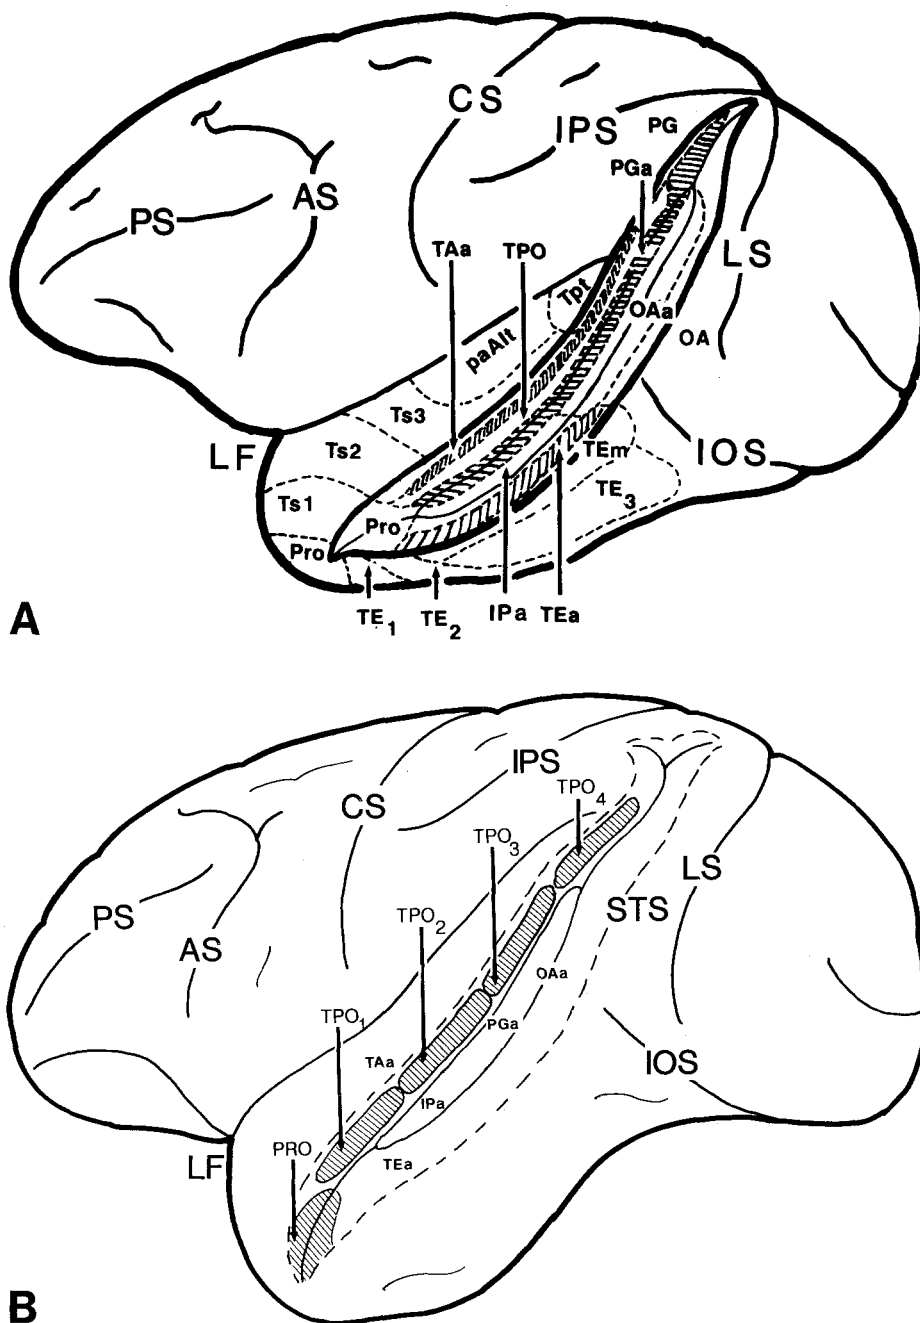 CS
IPS
PG
PGa
AS
PS
TAa
TPO
LS
Tpt
OAa
OA
paAlt
Ts3
LF
Ts2
TEm
IOS
Ts1
TE3
Pro
Pro
A
TE1
TE2
IPa
TEa
IPS
TPO4
CS
TPO3
LS
PS
TPO2
STS
AS
OAa
TPO1
PGa
TAa
IOS
IPa
PRO
LF
TEa
B